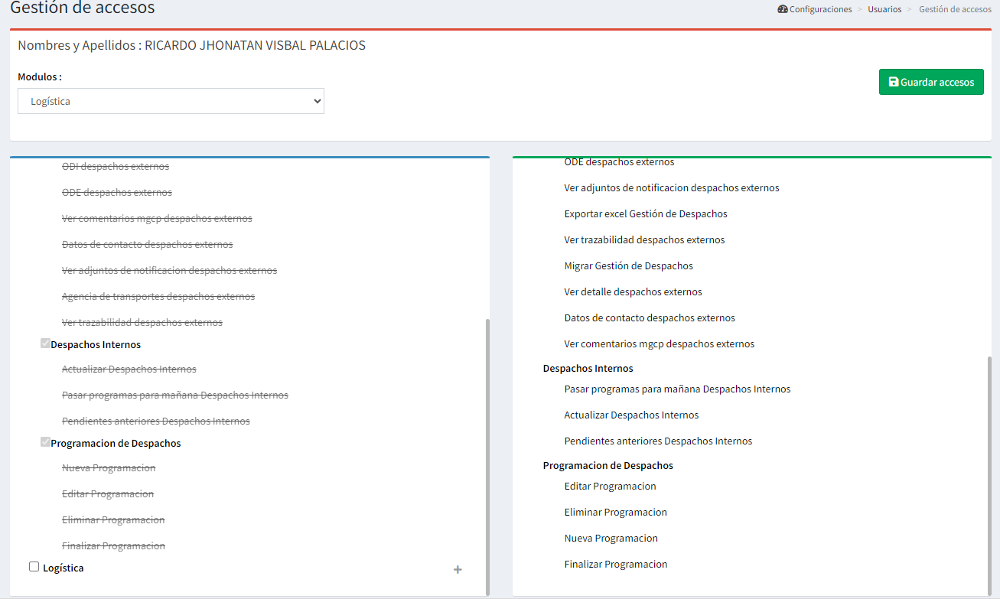 Gestión de accesos
Configuraciones > Usuarios > Gestión de accesos
Nombres y Apellidos : RICARDO JHONATAN VISBAL PALACIOS
Modulos :
Logística
Guardar accesos
ODI despachos externos
ODE despachos externos
Ver comentarios mgcp despachos externos
Datos de contacto despachos externos
Ver adjuntos de notificacion despachos externos
Agencia de transportes despachos externos
Ver trazabilidad despachos externos
Despachos Internos
Actualizar Despachos Internos
Pasar programas para mañana Despachos Internos
Pendientes anteriores Despachos Internos
Programacion de Despachos
Nueva Programacion
Editar Programacion
Eliminar Programacion
Finalizar Programacion
Logística
ODE despachos externos
Ver adjuntos de notificacion despachos externos
Exportar excel Gestión de Despachos
Ver trazabilidad despachos externos
Migrar Gestión de Despachos
Ver detalle despachos externos
Datos de contacto despachos externos
Ver comentarios mgcp despachos externos
Despachos Internos
Pasar programas para mañana Despachos Internos
Actualizar Despachos Internos
Pendientes anteriores Despachos Internos
Programacion de Despachos
Editar Programacion
Eliminar Programacion
Nueva Programacion
Finalizar Programacion